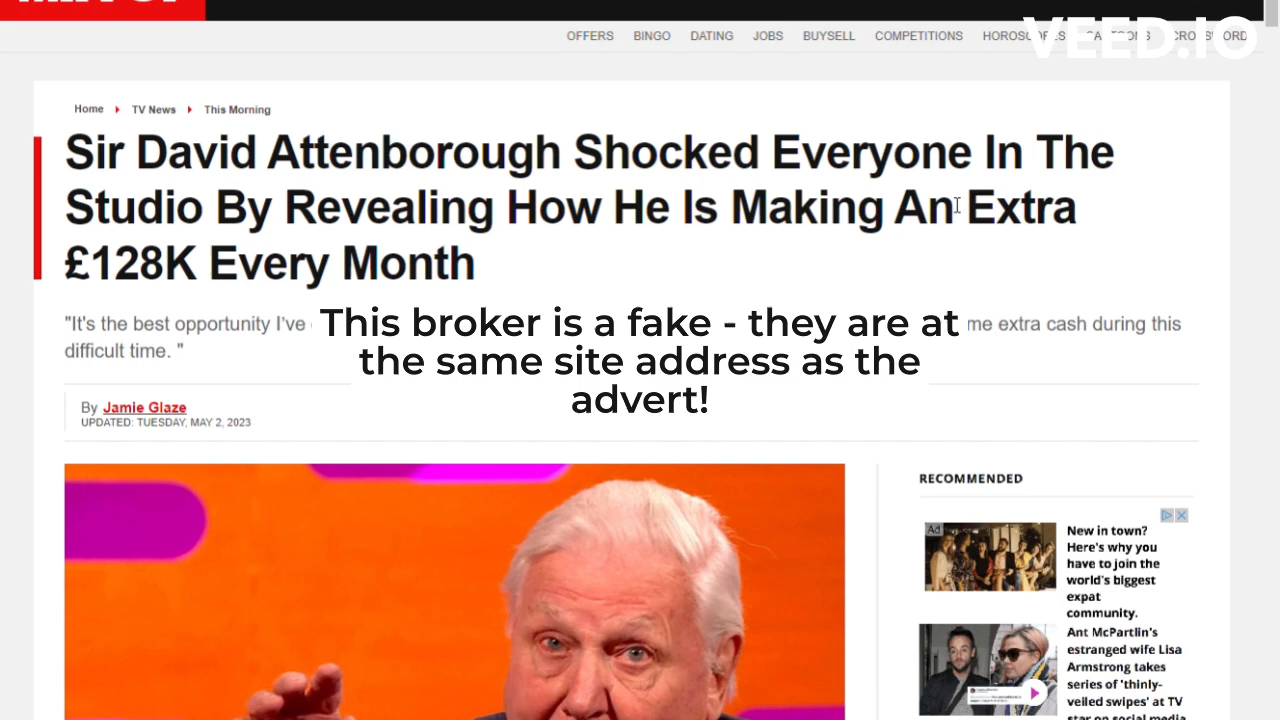 OFFERS BINGO DATING JOBS BUYSELL COMPETITIONS HOROSCOPES CARTOONS CROSSWORD
VEED.IO
Home TV News This Morning
Sir David Attenborough Shocked Everyone In The
Studio By Revealing How He Is Making An Extra
£128K Every Month
"It's the best opportunity I've
me extra cash during this
difficult time. "
This broker is a fake - they are at
the same site address as the
advert!
By Jamie Glaze
UPDATED: TUESDAY, MAY 2, 2023
RECOMMENDED
Ad
New in town?
Here's why you
have to join the
world's biggest
expat
community.
Ant McPartlin's
estranged wife Lisa
Armstrong takes
series of 'thinly-
veiled swipes' at TV
star on social media